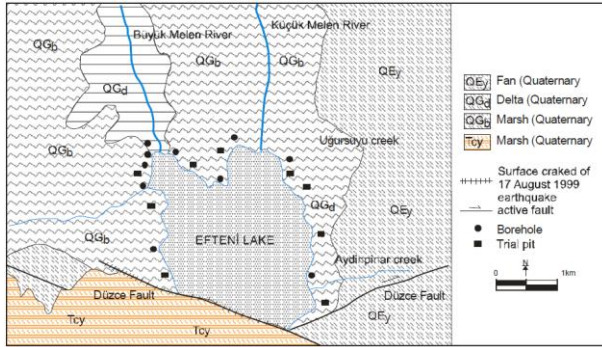 QGb
Büyük Melen River
QGb
Küçük Melen River
QGb
QGd
QEy
QGb
Uğursuyu creek
QGd
QEy
EFTENİ LAKE
QGb
Aydinpinar creek
Düzce Fault
Düzce Fault
Tcy
Tcy
QEy
QEy Fan (Quaternary
QGd Delta (Quaternary
QGb Marsh (Quaternary
Tcy Marsh (Quaternary
Surface craked of
17 August 1999
earthquake
active fault
Borehole
Trial pit
N
0 1km